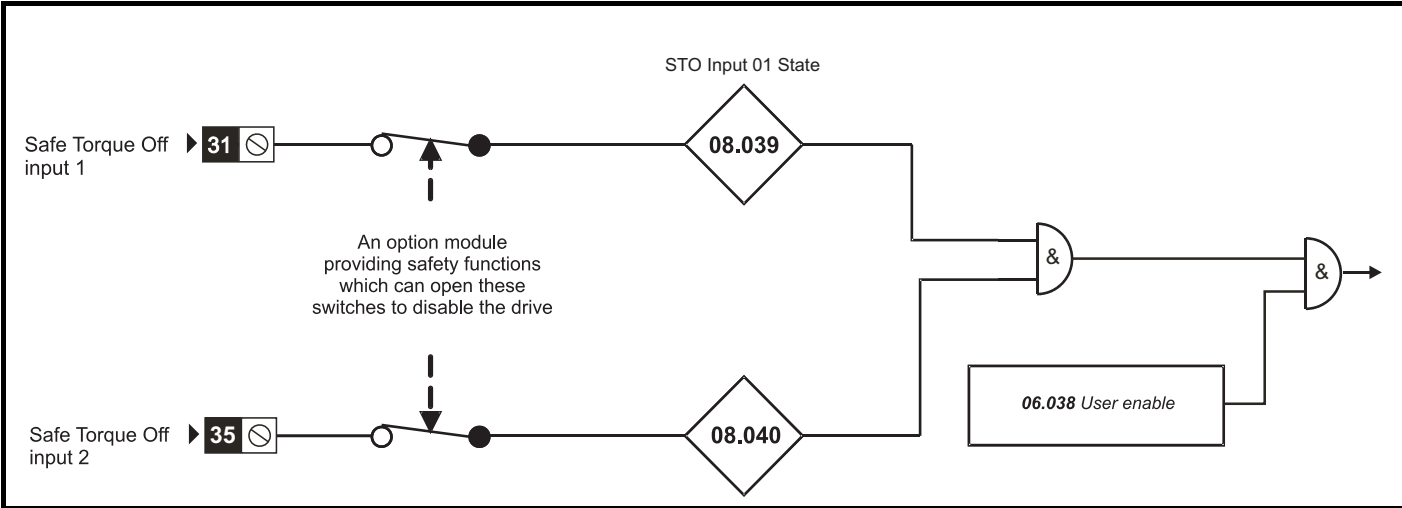 STO Input 01 State
Safe Torque Off
input 1
31
08.039
An option module
providing safety functions
which can open these
switches to disable the drive
&
&
06.038 User enable
Safe Torque Off
input 2
35
08.040